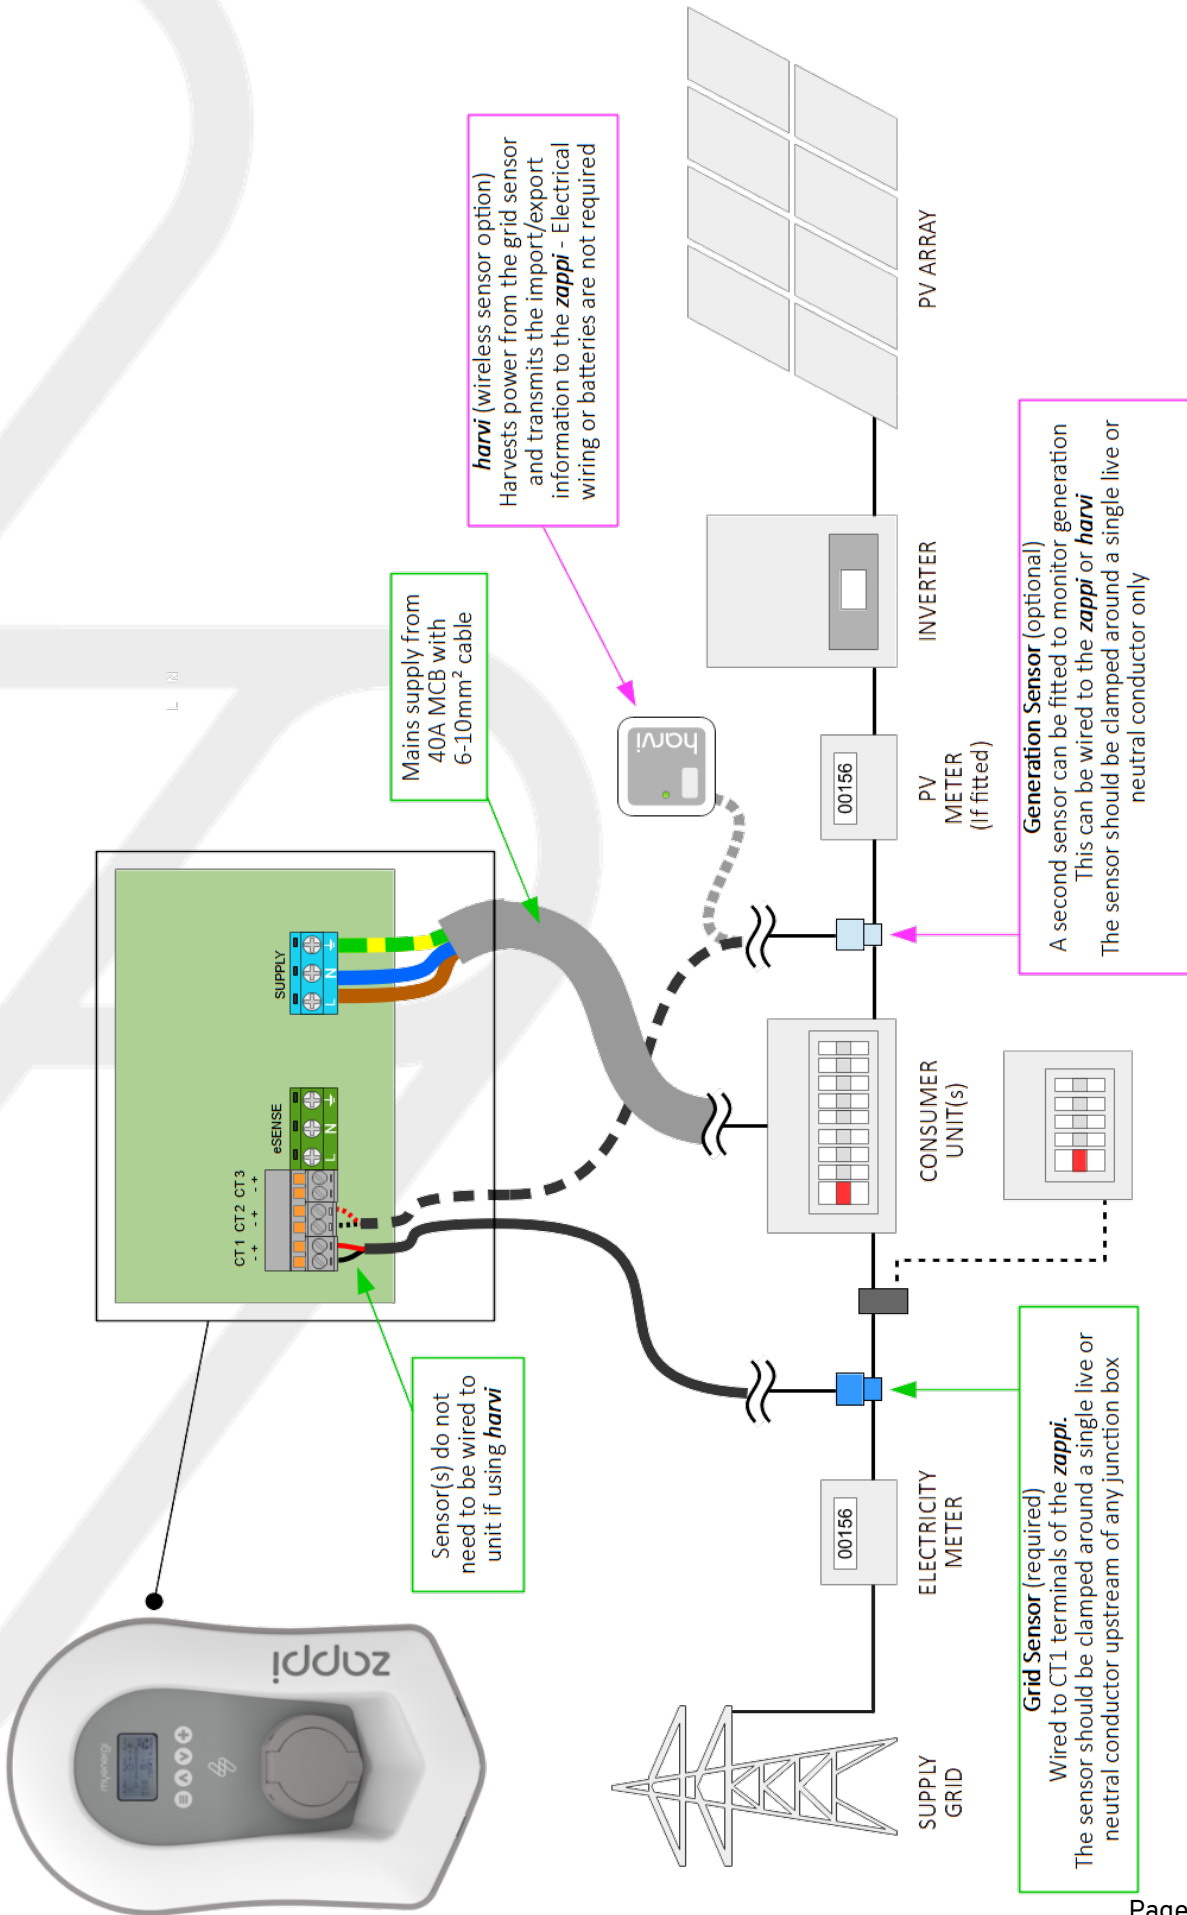 zappi
myenergi
Sensor(s) do not
need to be wired to
unit if using harvi
CT1 CT2 CT3
- + - + - +
eSENSE
L N
SUPPLY
L N
Mains supply from
40A MCB with
6-10mm² cable
L N
harvi (wireless sensor option)
Harvests power from the grid sensor
and transmits the import/export
information to the zappi - Electrical
wiring or batteries are not required
harvi
SUPPLY
GRID
00156
ELECTRICITY
METER
CONSUMER
UNIT(s)
00156
PV
METER
(If fitted)
INVERTER
PV ARRAY
Grid Sensor (required)
Wired to CT1 terminals of the zappi.
The sensor should be clamped around a single live or
neutral conductor upstream of any junction box
Generation Sensor (optional)
A second sensor can be fitted to monitor generation
This can be wired to the zappi or harvi
The sensor should be clamped around a single live or
neutral conductor only
Page